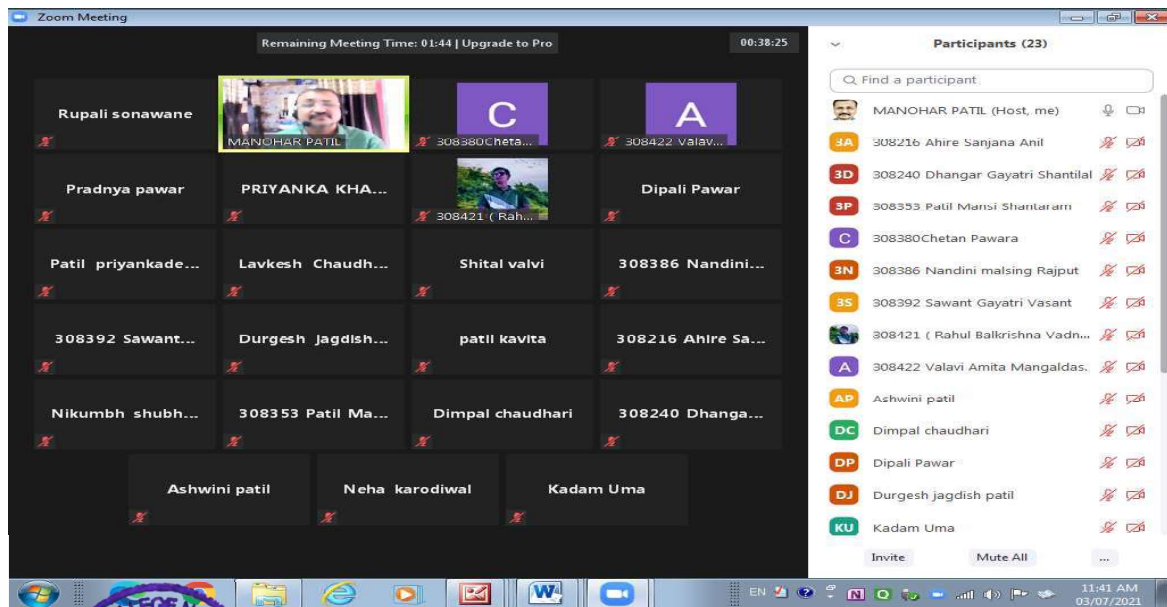 Zoom Meeting
Remaining Meeting Time: 01:44 | Upgrade to Pro
00:38:25
Rupali sonawane
MANOHAR PATIL
C
308380Cheta...
A
308422 Valav...
Pradnya pawar
PRIYANKA KHA...
308421 ( Rah...
Dipali Pawar
Patil priyankade...
Lavkesh Chaudh...
Shital valvi
308386 Nandini...
308392 Sawant...
Durgesh Jagdish...
patil kavita
308216 Ahire Sa...
Nikumbh shubh...
308353 Patil Ma...
Dimpal chaudhari
308240 Dhanga...
Ashwini patil
Neha karodiwal
Kadam Uma
Participants (23)
Find a participant
MANOHAR PATIL (Host, me)
3A 308216 Ahire Sanjana Anil
3D 308240 Dhangar Gayatri Shantilal
3P 308353 Patil Mansi Shantaram
C 308380Chetan Pawara
3N 308386 Nandini malsing Rajput
3S 308392 Sawant Gayatri Vasant
308421 ( Rahul Balkrishna Vadn...
A 308422 Valavi Amita Mangaldas.
AP Ashwini patil
DC Dimpal chaudhari
DP Dipali Pawar
DJ Durgesh jagdish patil
KU Kadam Uma
Invite Mute All ...
EN
11:41 AM
03/07/2021